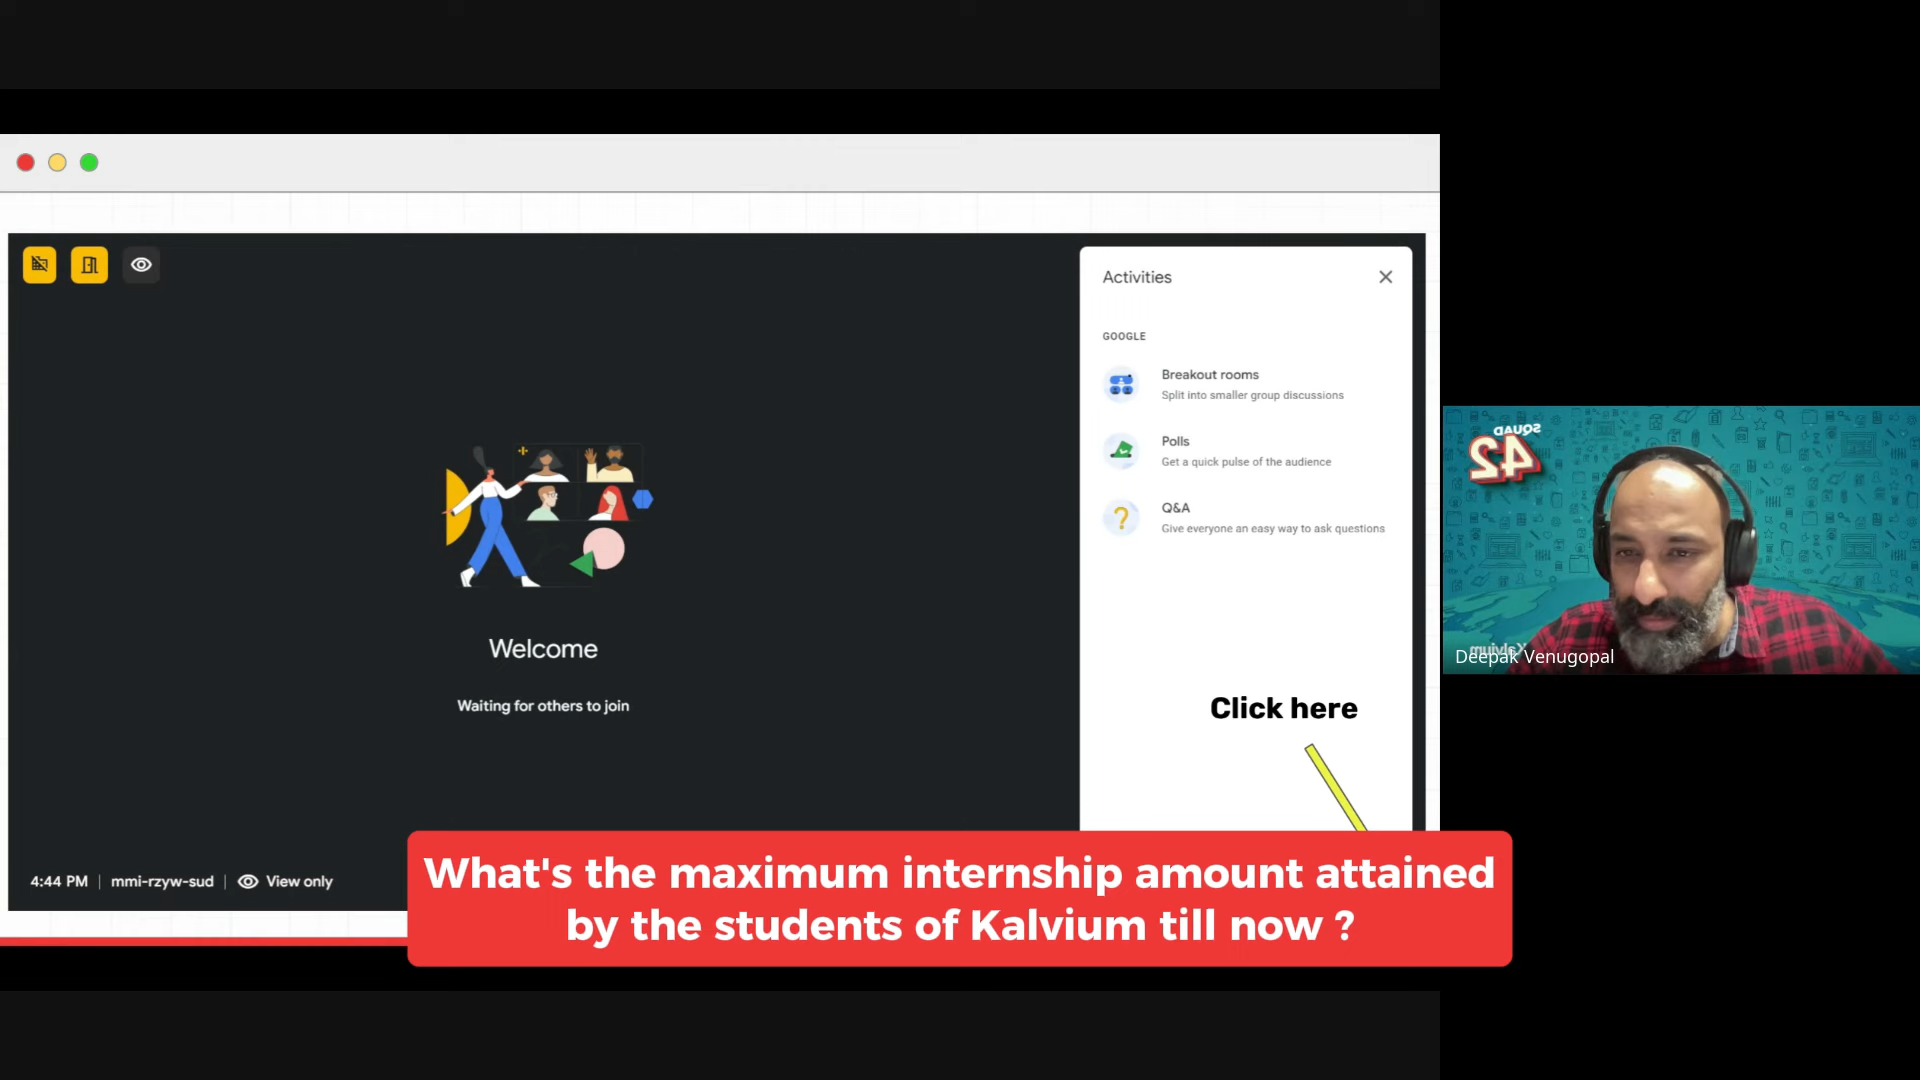 Activities
GOOGLE
Breakout rooms
Split into smaller group discussions
Polls
Get a quick pulse of the audience
Q&A
Give everyone an easy way to ask questions
Welcome
Waiting for others to join
Click here
4:44 PM | mmi-rzyw-sud | View only
What's the maximum internship amount attained
by the students of Kalvium till now ?
SQUAD
42
Kalvium
Deepak Venugopal